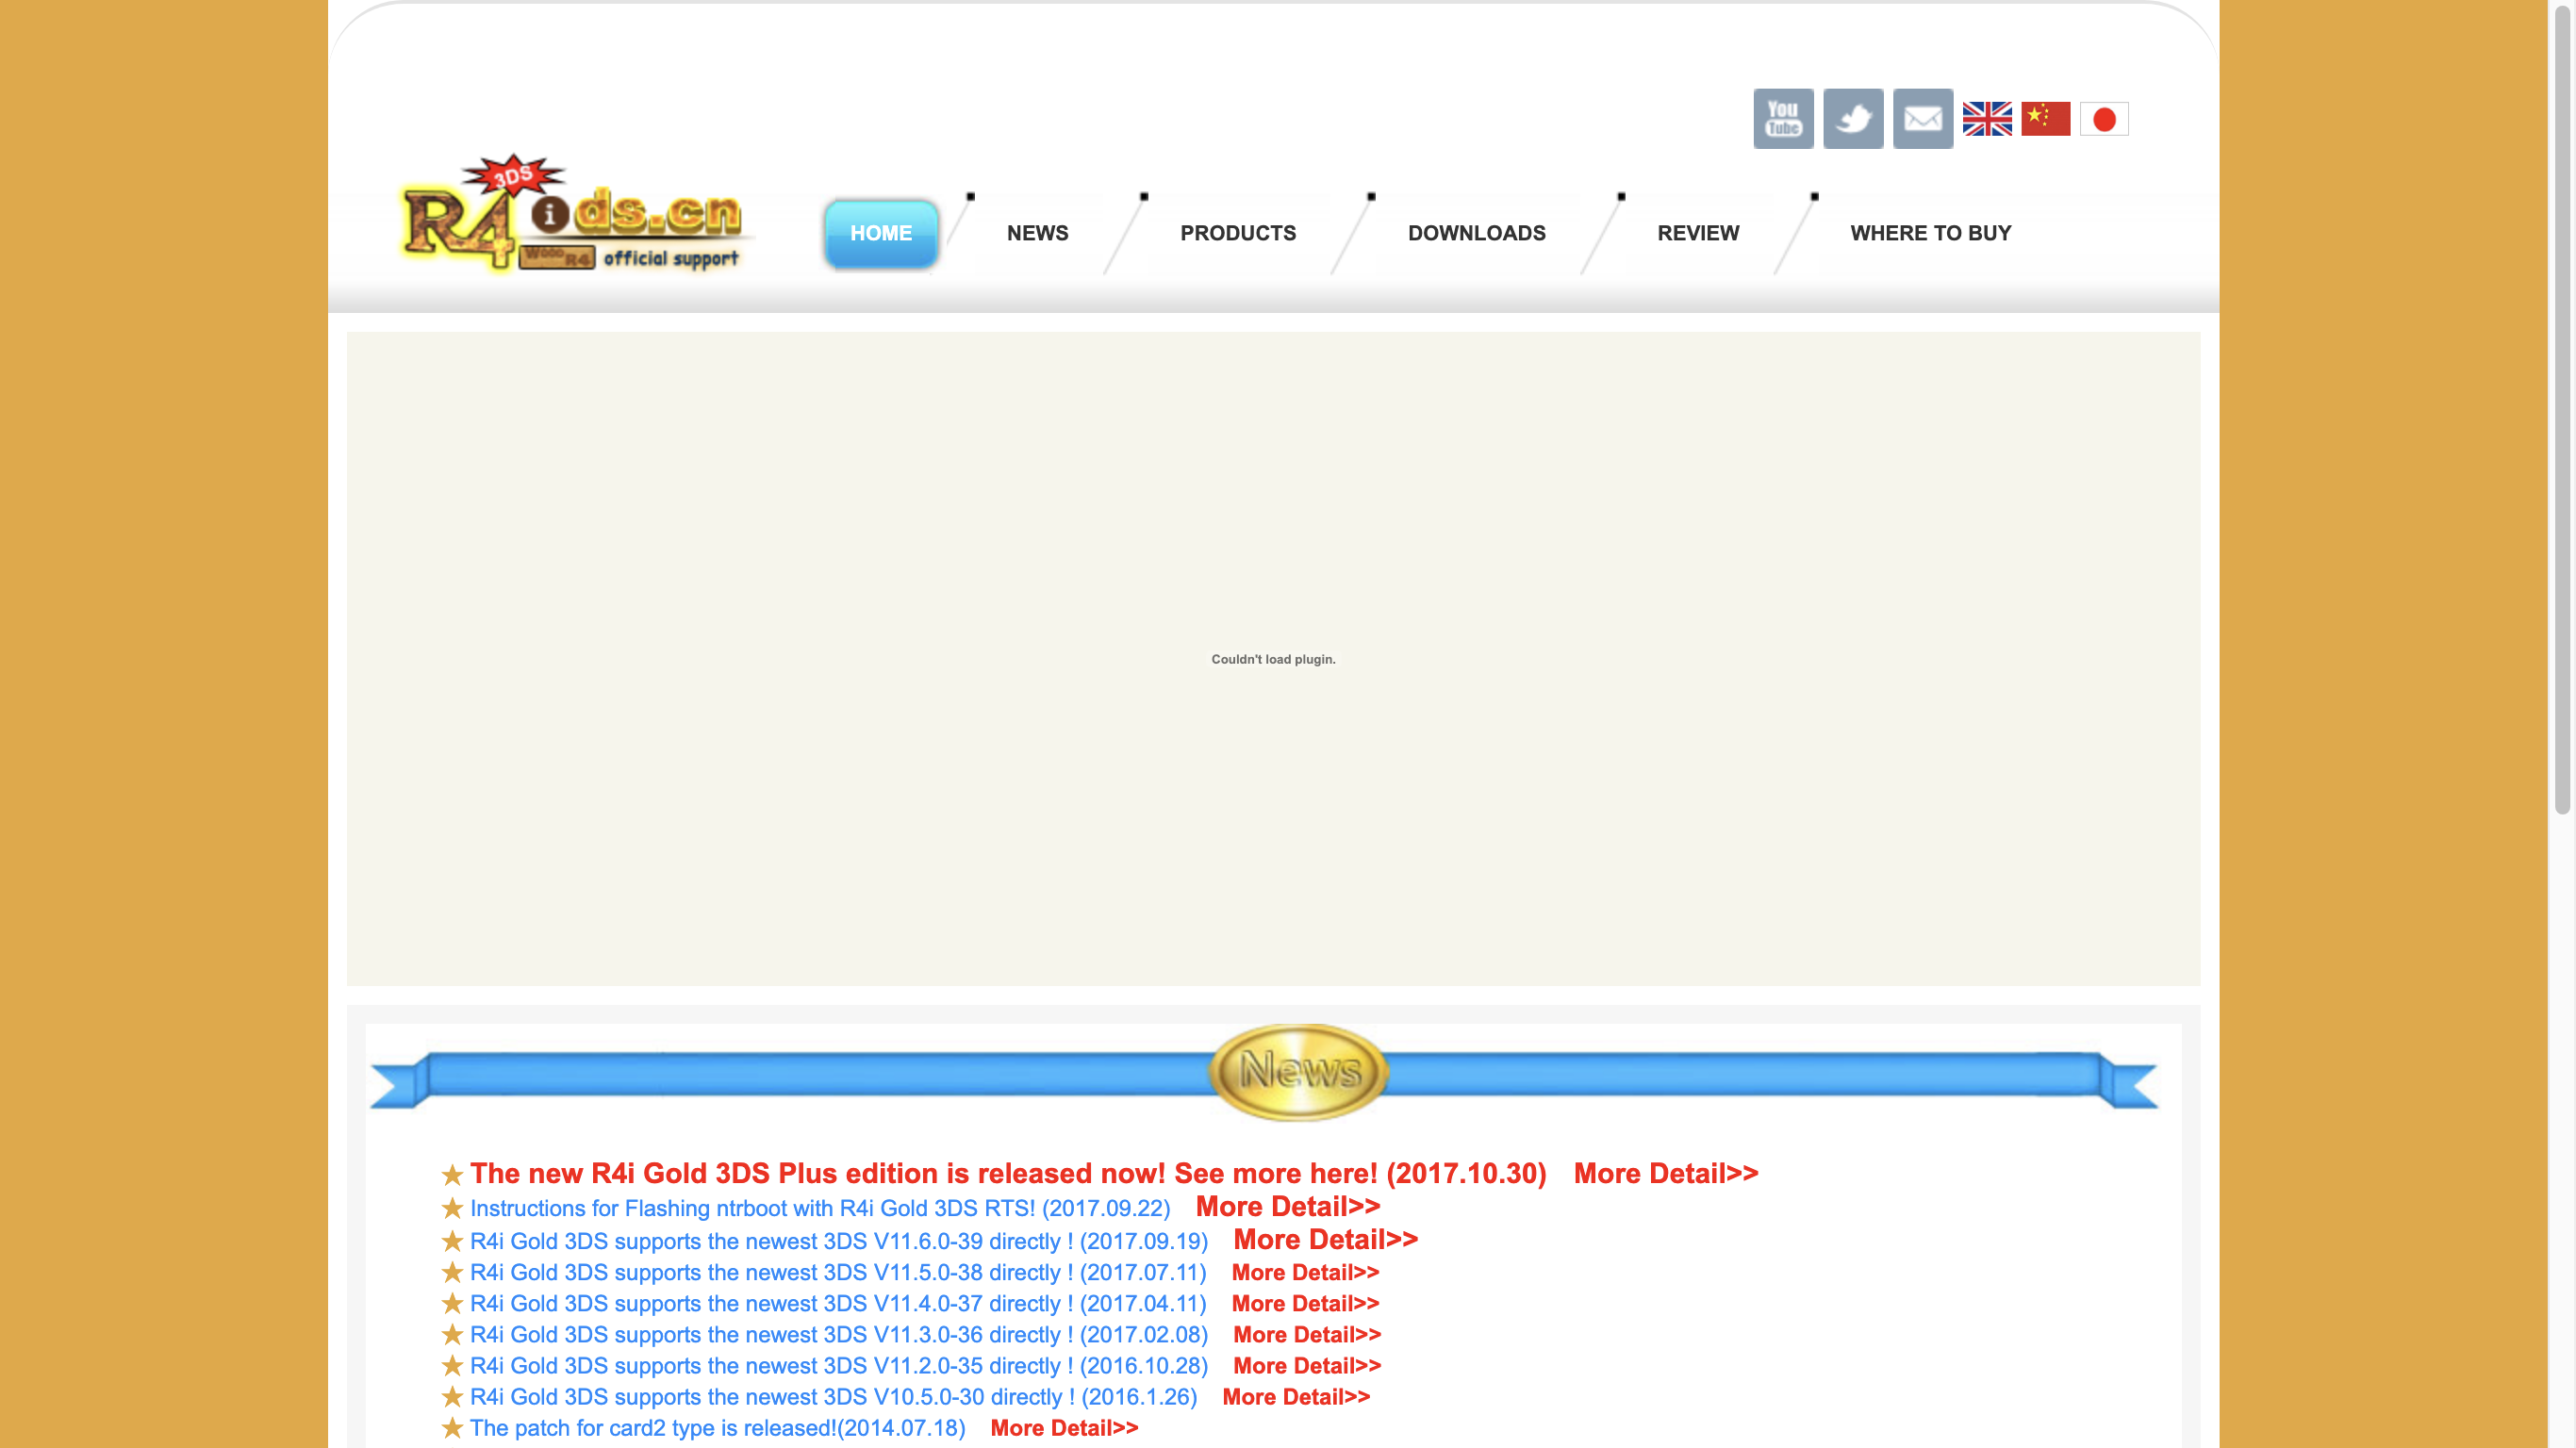 You
Tube
3DS
R4ids.cn
Wood R4 official support
HOME NEWS PRODUCTS DOWNLOADS REVIEW WHERE TO BUY
Couldn't load plugin.
News
The new R4i Gold 3DS Plus edition is released now! See more here! (2017.10.30) More Detail>>
Instructions for Flashing ntrboot with R4i Gold 3DS RTS! (2017.09.22) More Detail>>
R4i Gold 3DS supports the newest 3DS V11.6.0-39 directly ! (2017.09.19) More Detail>>
R4i Gold 3DS supports the newest 3DS V11.5.0-38 directly ! (2017.07.11) More Detail>>
R4i Gold 3DS supports the newest 3DS V11.4.0-37 directly ! (2017.04.11) More Detail>>
R4i Gold 3DS supports the newest 3DS V11.3.0-36 directly ! (2017.02.08) More Detail>>
R4i Gold 3DS supports the newest 3DS V11.2.0-35 directly ! (2016.10.28) More Detail>>
R4i Gold 3DS supports the newest 3DS V10.5.0-30 directly ! (2016.1.26) More Detail>>
The patch for card2 type is released!(2014.07.18) More Detail>>